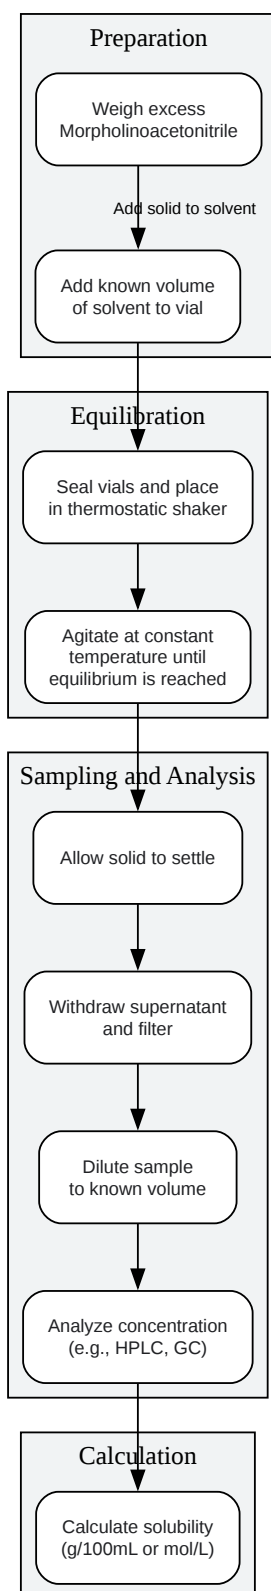 Preparation
Weigh excess
Morpholinoacetonitrile
Add solid to solvent
Add known volume
of solvent to vial
Equilibration
Seal vials and place
in thermostatic shaker
Agitate at constant
temperature until
equilibrium is reached
Sampling and Analysis
Allow solid to settle
Withdraw supernatant
and filter
Dilute sample
to known volume
Analyze concentration
(e.g., HPLC, GC)
Calculation
Calculate solubility
(g/100mL or mol/L)